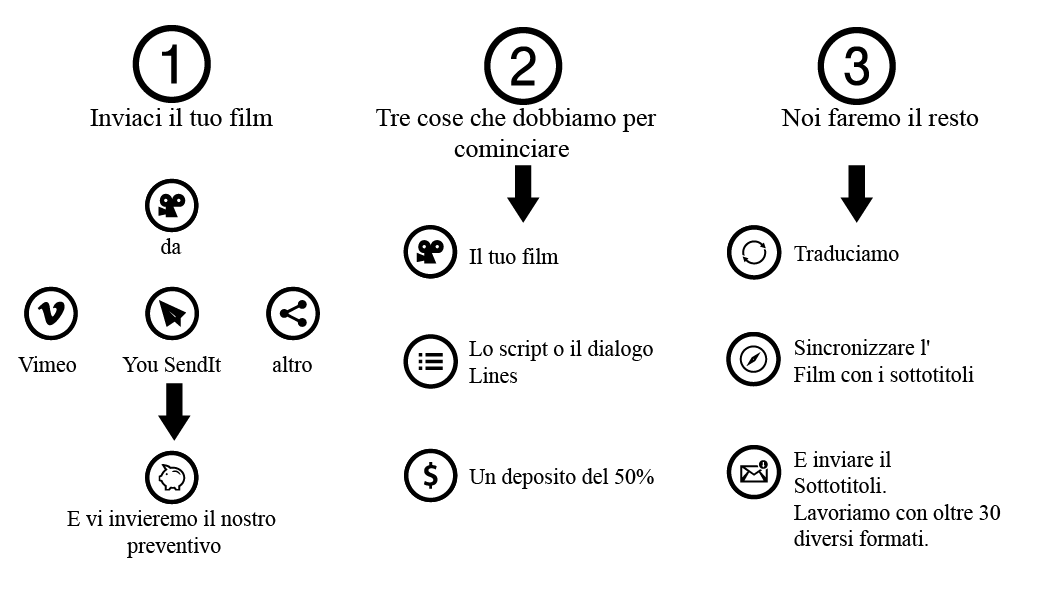 1
Inviaci il tuo film
da
Vimeo
You SendIt
altro
E vi invieremo il nostro
preventivo
2
Tre cose che dobbiamo per
cominciare
Il tuo film
Lo script o il dialogo
Lines
$
Un deposito del 50%
3
Noi faremo il resto
Traduciamo
Sincronizzare l'
Film con i sottotitoli
E inviare il
Sottotitoli.
Lavoriamo con oltre 30
diversi formati.